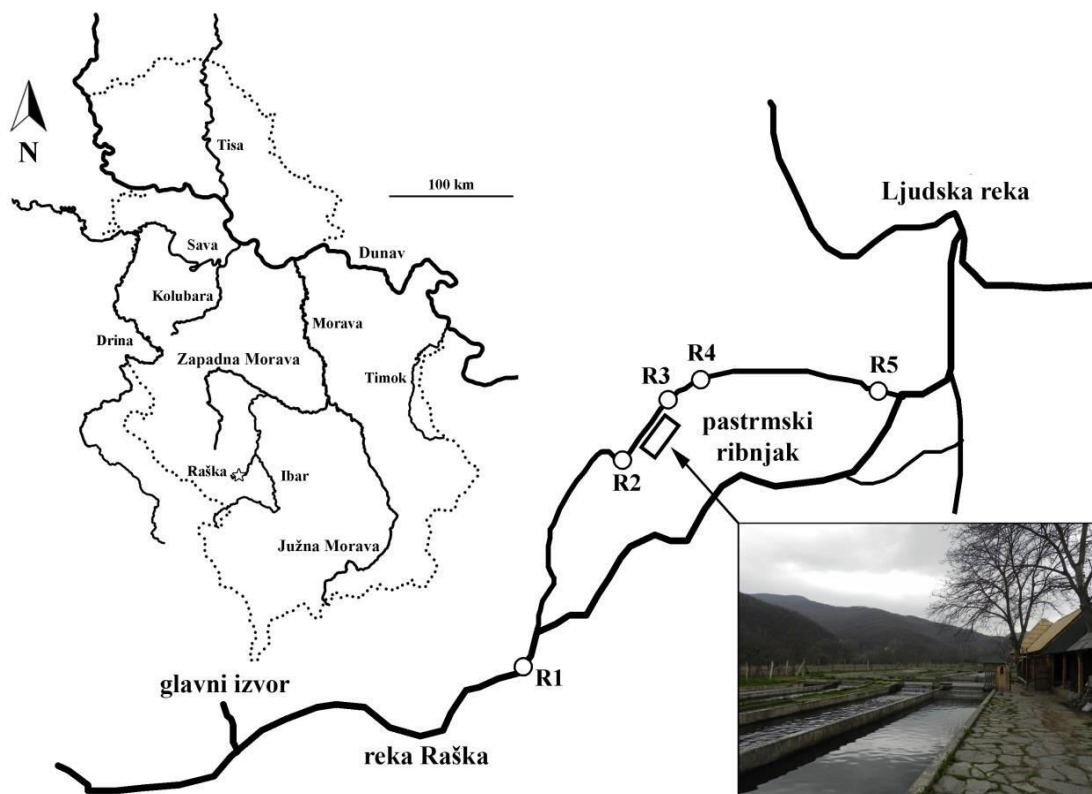 N
Tisa
100 km
Sava
Dunav
Kolubara
Morava
Drina
Zapadna Morava
Timok
Raška
Ibar
Južna Morava
Ljudska reka
R4
R3
R5
pastrmski
ribnjak
R2
R1
glavni izvor
reka Raška